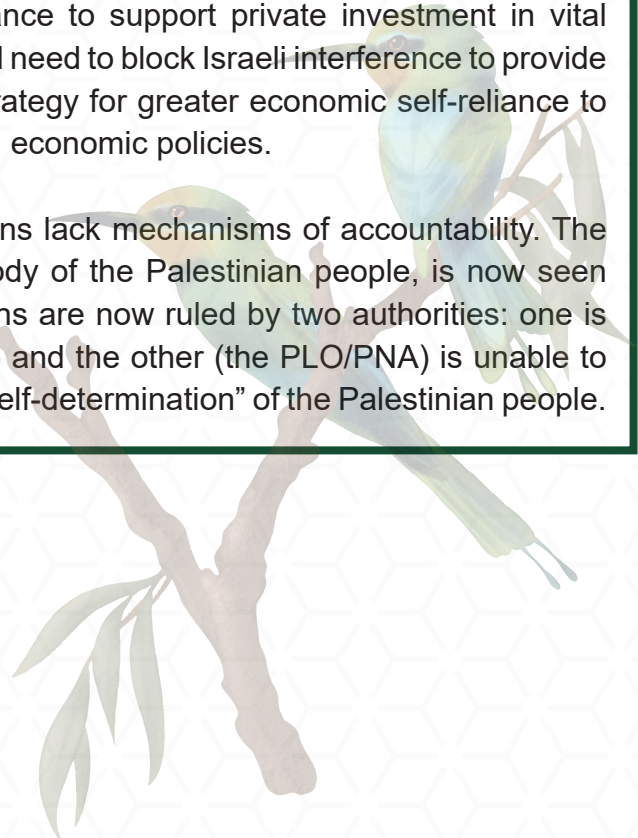 ance to support private investment in vital
need to block Israeli interference to provide
rategy for greater economic self-reliance to
economic policies.
ns lack mechanisms of accountability. The
ody of the Palestinian people, is now seen
ns are now ruled by two authorities: one is
and the other (the PLO/PNA) is unable to
elf-determination” of the Palestinian people.